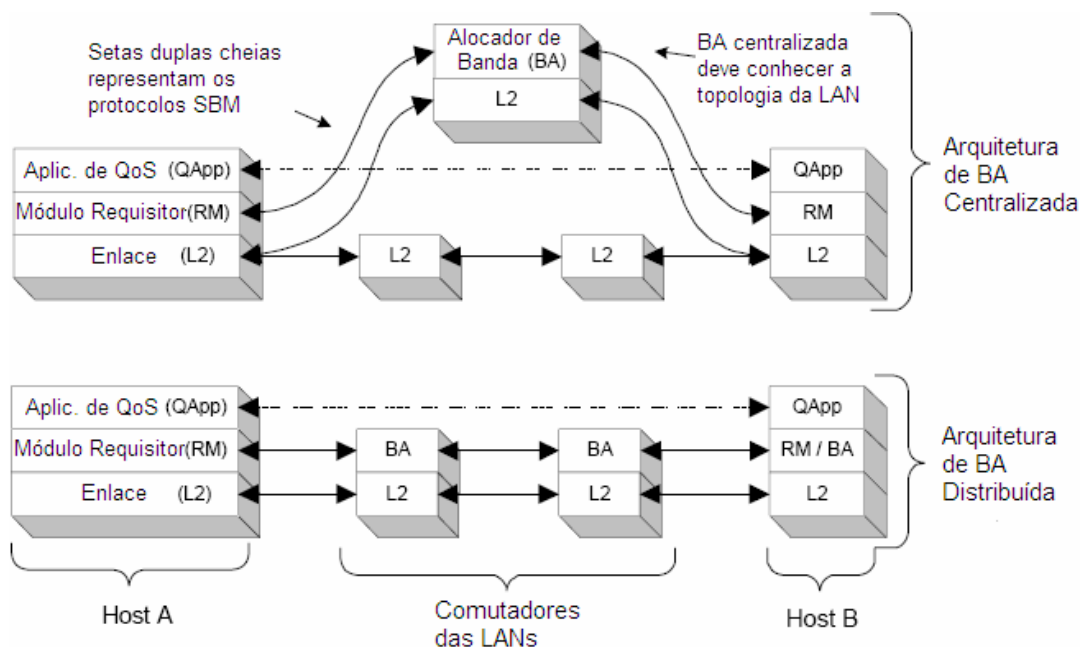 Setas duplas cheias
representam os
protocolos SBM
Alocador de
Banda (BA)
L2
BA centralizada
deve conhecer a
topologia da LAN
Aplic. de QoS (QApp)
Módulo Requisitor(RM)
Enlace (L2)
L2
L2
QApp
RM
L2
Arquitetura
de BA
Centralizada
Aplic. de QoS (QApp)
Módulo Requisitor(RM)
Enlace (L2)
BA
L2
BA
L2
QApp
RM / BA
L2
Arquitetura
de BA
Distribuída
Host A
Comutadores
das LANs
Host B